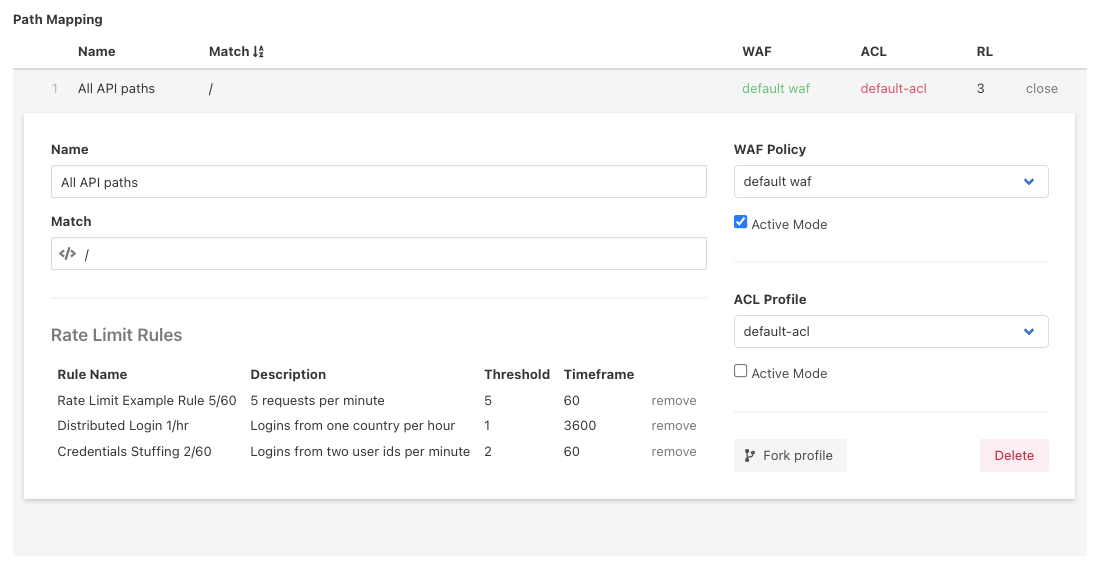 Path Mapping
Name Match WAF ACL RL
1 All API paths / default waf default-acl 3 close
Name
All API paths
Match
</> /
Rate Limit Rules
Rule Name Description Threshold Timeframe
Rate Limit Example Rule 5/60 5 requests per minute 5 60 remove
Distributed Login 1/hr Logins from one country per hour 1 3600 remove
Credentials Stuffing 2/60 Logins from two user ids per minute 2 60 remove
WAF Policy
default waf
Active Mode
ACL Profile
default-acl
Active Mode
Fork profile Delete